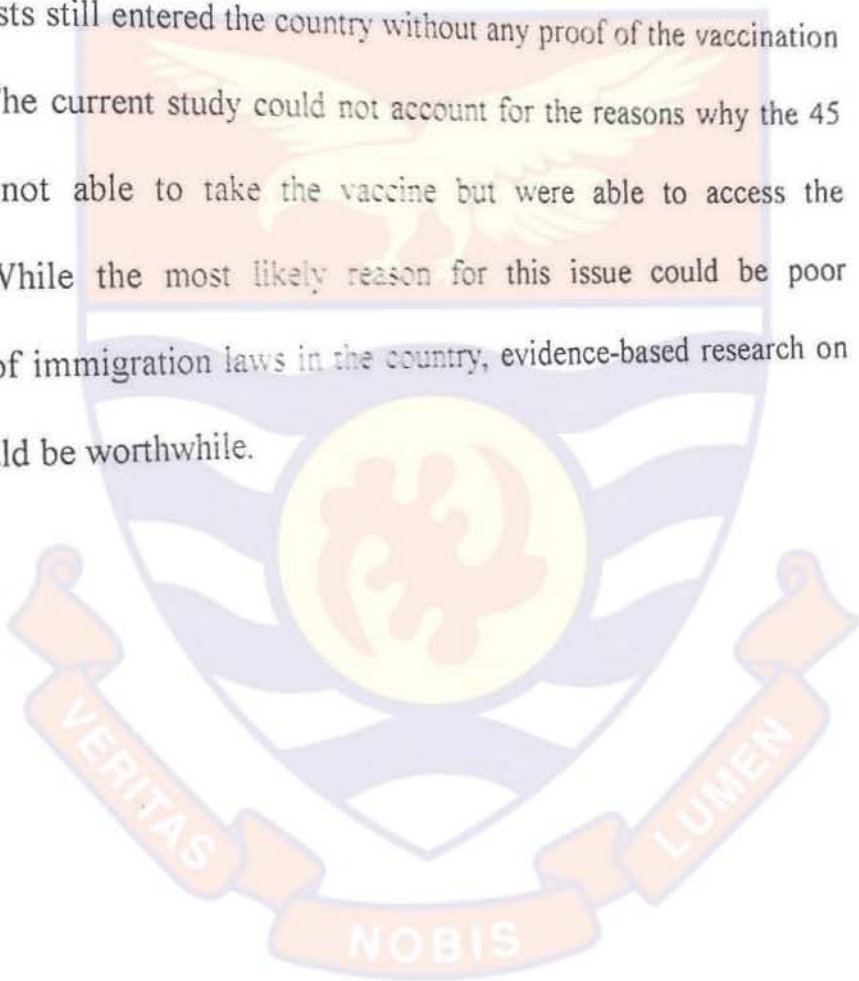 sts still entered the country without any proof of the vaccination
he current study could not account for the reasons why the 45
not able to take the vaccine but were able to access the
While the most likely reason for this issue could be poor
of immigration laws in the country, evidence-based research on
ld be worthwhile.
VERITAS
NOBIS
LUMEN